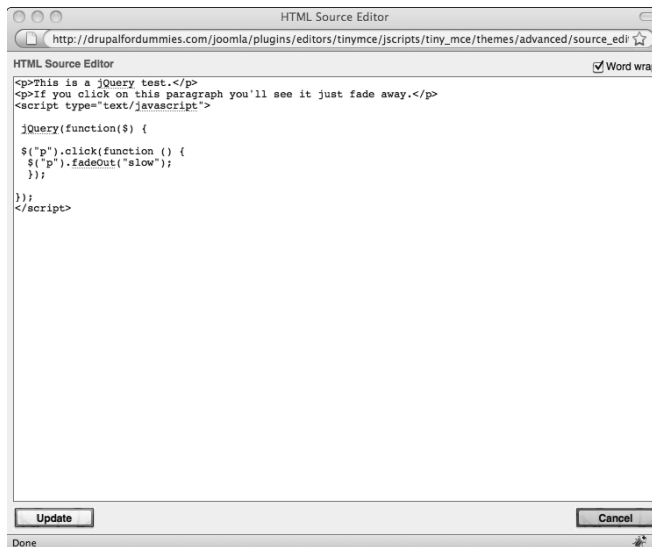 HTML Source Editor
http://drupalfordummies.com/joomla/plugins/editors/tinymce/jscripts/tiny_mce/themes/advanced/source_edi
HTML Source Editor
Word wra
<p>This is a jQuery test.</p>
<p>If you click on this paragraph you'll see it just fade away.</p>
<script type="text/javascript">
jQuery(function($) {
$("p").click(function () {
$("p").fadeOut("slow");
});
});
</script>
Update
Cancel
Done